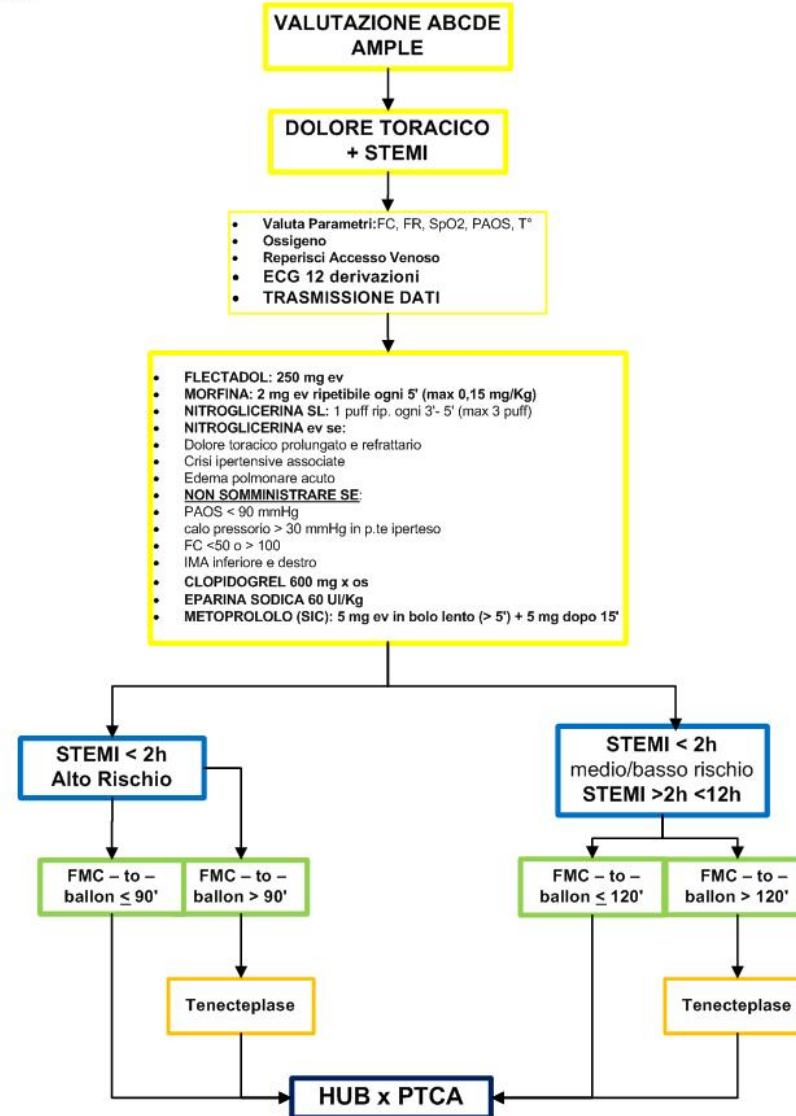 VALUTAZIONE ABCDE
AMPLE
DOLORE TORACICO
+ STEMI
• Valuta Parametri:FC, FR, SpO2, PAOS, T°
• Ossigeno
• Reperisci Accesso Venoso
• ECG 12 derivazioni
• TRASMISSIONE DATI
• FLECTADOL: 250 mg ev
• MORFINA: 2 mg ev ripetibile ogni 5' (max 0,15 mg/Kg)
• NITROGLICERINA SL: 1 puff rip. ogni 3'- 5' (max 3 puff)
• NITROGLICERINA ev se:
• Dolore toracico prolungato e refrattario
• Crisi ipertensive associate
• Edema polmonare acuto
• NON SOMMINISTRARE SE:
• PAOS < 90 mmHg
• calo pressorio > 30 mmHg in p.te iperteso
• FC <50 o > 100
• IMA inferiore e destro
• CLOPIDOGREL 600 mg x os
• EPARINA SODICA 60 UI/Kg
• METOPROLOLO (SIC): 5 mg ev in bolo lento (> 5') + 5 mg dopo 15'
STEMI < 2h
Alto Rischio
STEMI < 2h
medio/basso rischio
STEMI >2h <12h
FMC – to –
ballon ≤ 90'
FMC – to –
ballon > 90'
FMC – to –
ballon ≤ 120'
FMC – to –
ballon > 120'
Tenecteplase
Tenecteplase
HUB x PTCA